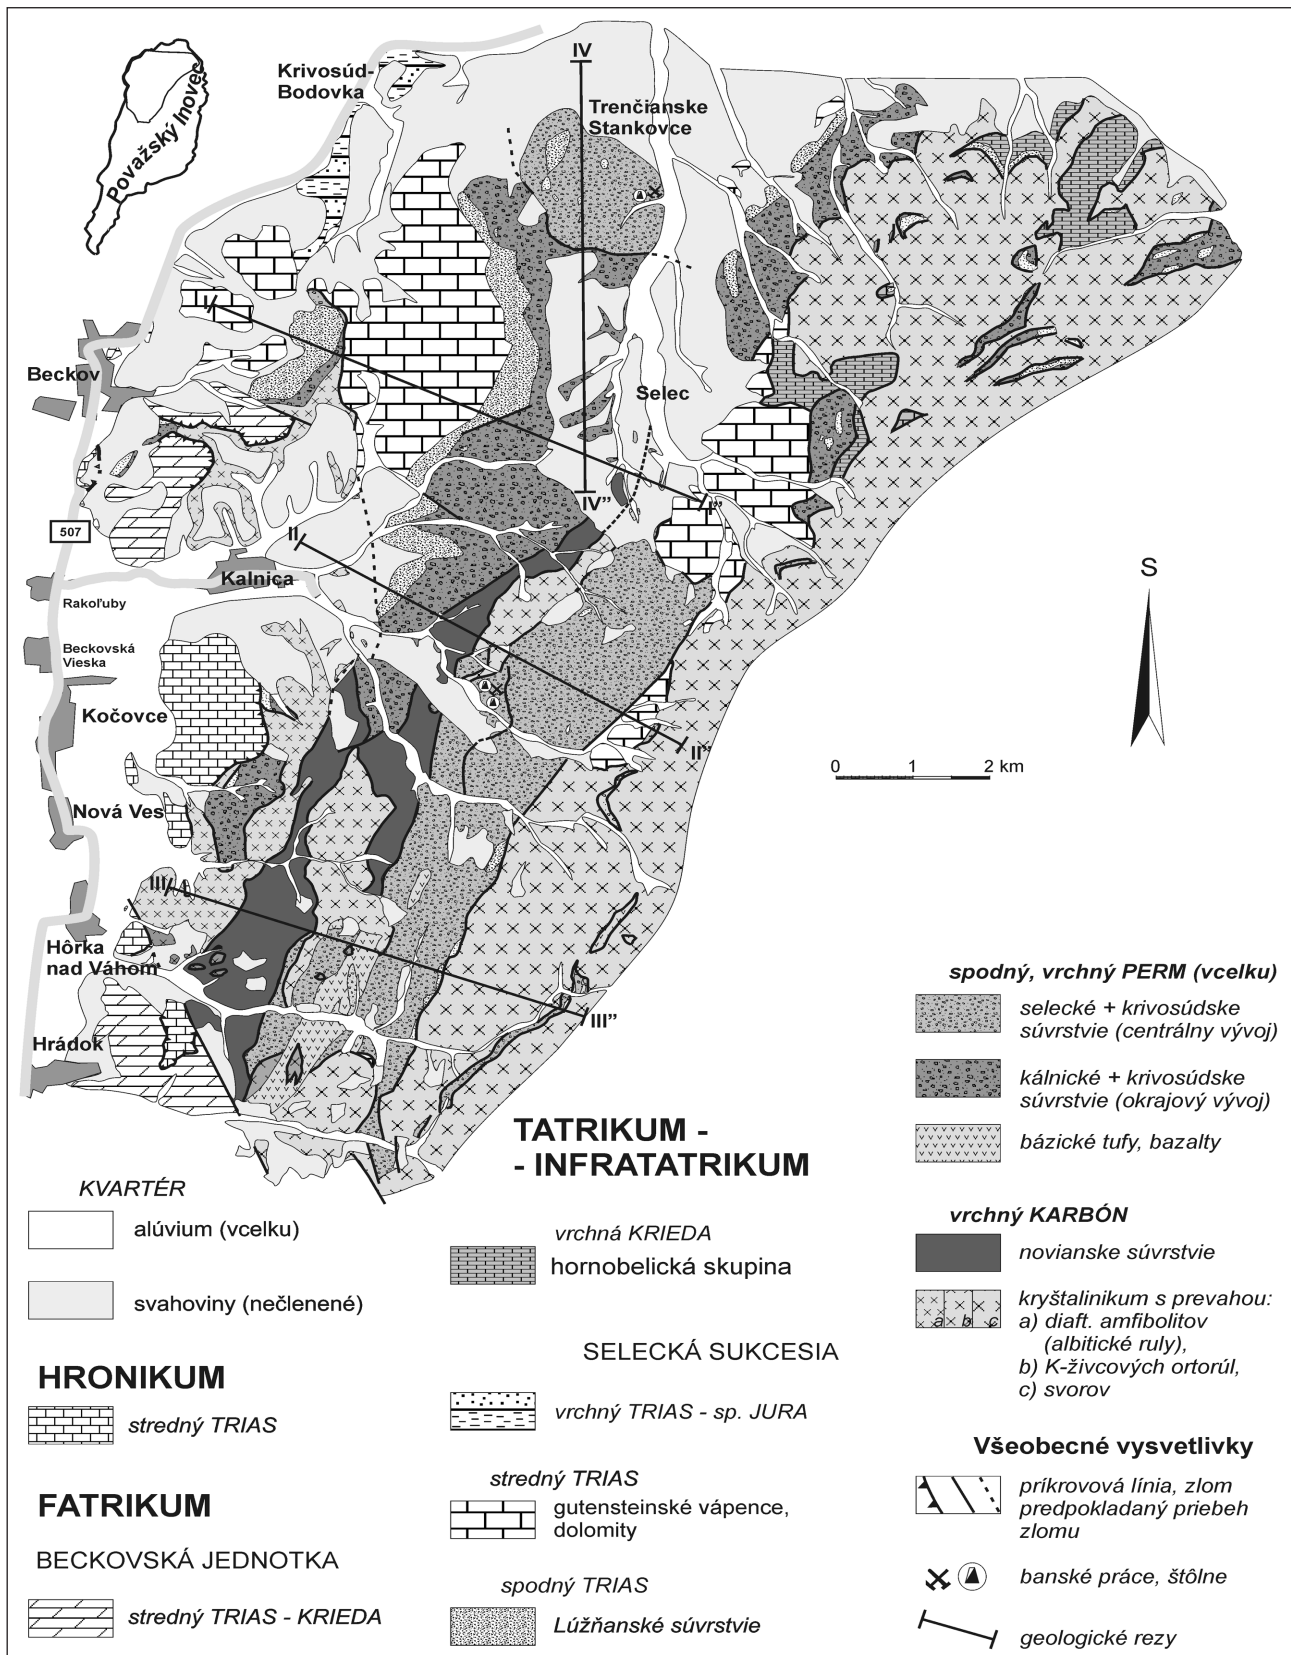 Považský Inovec
Krivosúd-
Bodovka
IV
Trenčianske
Stankovce
I
Beckov
Selec
IV”
I”
507
II
Kalnica
Rakoľuby
Beckovská
Vieska
Kočovce
II”
S
0 1 2 km
Nová Ves
III
Hôrka
nad Váhom
III”
Hrádok
TATRIKUM -
- INFRATATRIKUM
KVARTÉR
alúvium (vcelku)
svahoviny (nečlenené)
HRONIKUM
stredný TRIAS
FATRIKUM
BECKOVSKÁ JEDNOTKA
stredný TRIAS - KRIEDA
vrchná KRIEDA
hornobelická skupina
SELECKÁ SUKCESIA
vrchný TRIAS - sp. JURA
stredný TRIAS
gutensteinské vápence,
dolomity
spodný TRIAS
Lúžňanské súvrstvie
spodný, vrchný PERM (vcelku)
selecké + krivosúdske
súvrstvie (centrálny vývoj)
kálnické + krivosúdske
súvrstvie (okrajový vývoj)
bázické tufy, bazalty
vrchný KARBÓN
novianske súvrstvie
a b c
kryštalinikum s prevahou:
a) diaft. amfibolitov
(albitické ruly),
b) K-živcových ortorúl,
c) svorov
Všeobecné vysvetlivky
príkrovová línia, zlom
predpokladaný priebeh
zlomu
banské práce, štôlne
geologické rezy